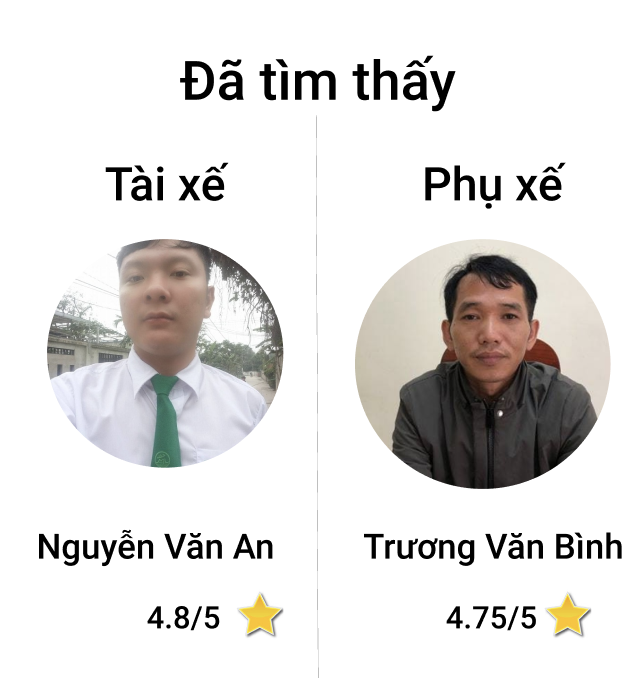 Đã tìm thấy
Tài xế
Phụ xế
Nguyễn Văn An
Trương Văn Bình
4.8/5
4.75/5